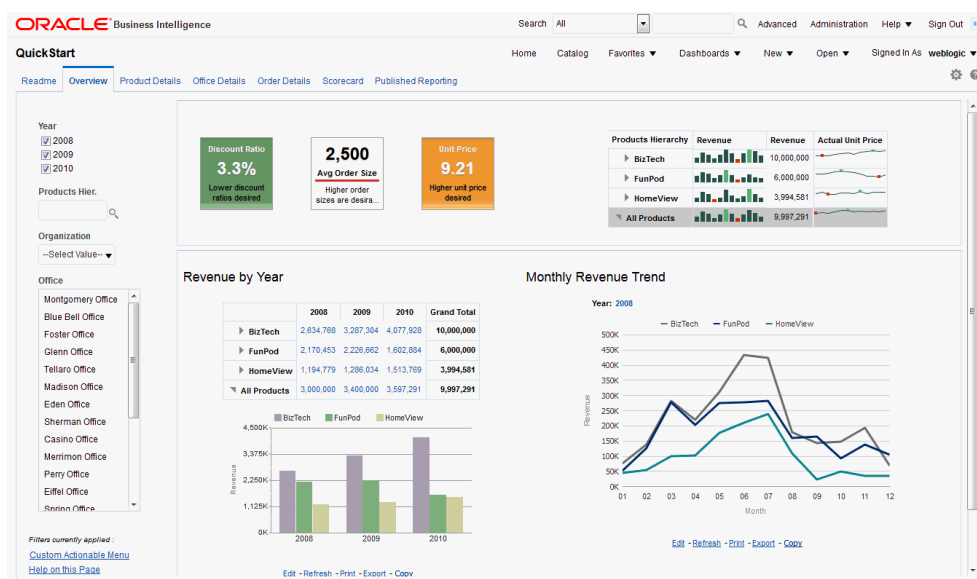 ORACLE Business Intelligence
Search All Advanced Administration Help Sign Out
QuickStart
Home Catalog Favorites Dashboards New Open Signed In As weblogic
Readme Overview Product Details Office Details Order Details Scorecard Published Reporting
Year
2008
2009
2010
Products Hier.
Organization
--Select Value--
Office
Montgomery Office
Blue Bell Office
Foster Office
Glenn Office
Tellaro Office
Madison Office
Eden Office
Sherman Office
Casino Office
Merrimon Office
Perry Office
Eiffel Office
Spring Office
Filters currently applied :
Custom Actionable Menu
Help on this Page
Discount Ratio
3.3%
Lower discount
ratios desired
2,500
Avg Order Size
Higher order
sizes are desira...
Unit Price
9.21
Higher unit price
desired
Products Hierarchy Revenue Revenue Actual Unit Price
BizTech 10,000,000
FunPod 6,000,000
HomeView 3,994,581
All Products 9,997,291
Revenue by Year
2008 2009 2010 Grand Total
BizTech 2,634,768 3,287,304 4,077,928 10,000,000
FunPod 2,170,453 2,226,662 1,602,884 6,000,000
HomeView 1,194,779 1,286,034 1,513,769 3,994,581
All Products 3,000,000 3,400,000 3,597,291 9,997,291
BizTech FunPod HomeView
4,500K
3,375K
2,250K
1,125K
0K
Revenue
2008 2009 2010
Edit - Refresh - Print - Export - Copy
Monthly Revenue Trend
Year: 2008
BizTech FunPod HomeView
500K
450K
400K
350K
300K
250K
200K
150K
100K
50K
0K
Revenue
01 02 03 04 05 06 07 08 09 10 11 12
Month
Edit - Refresh - Print - Export - Copy